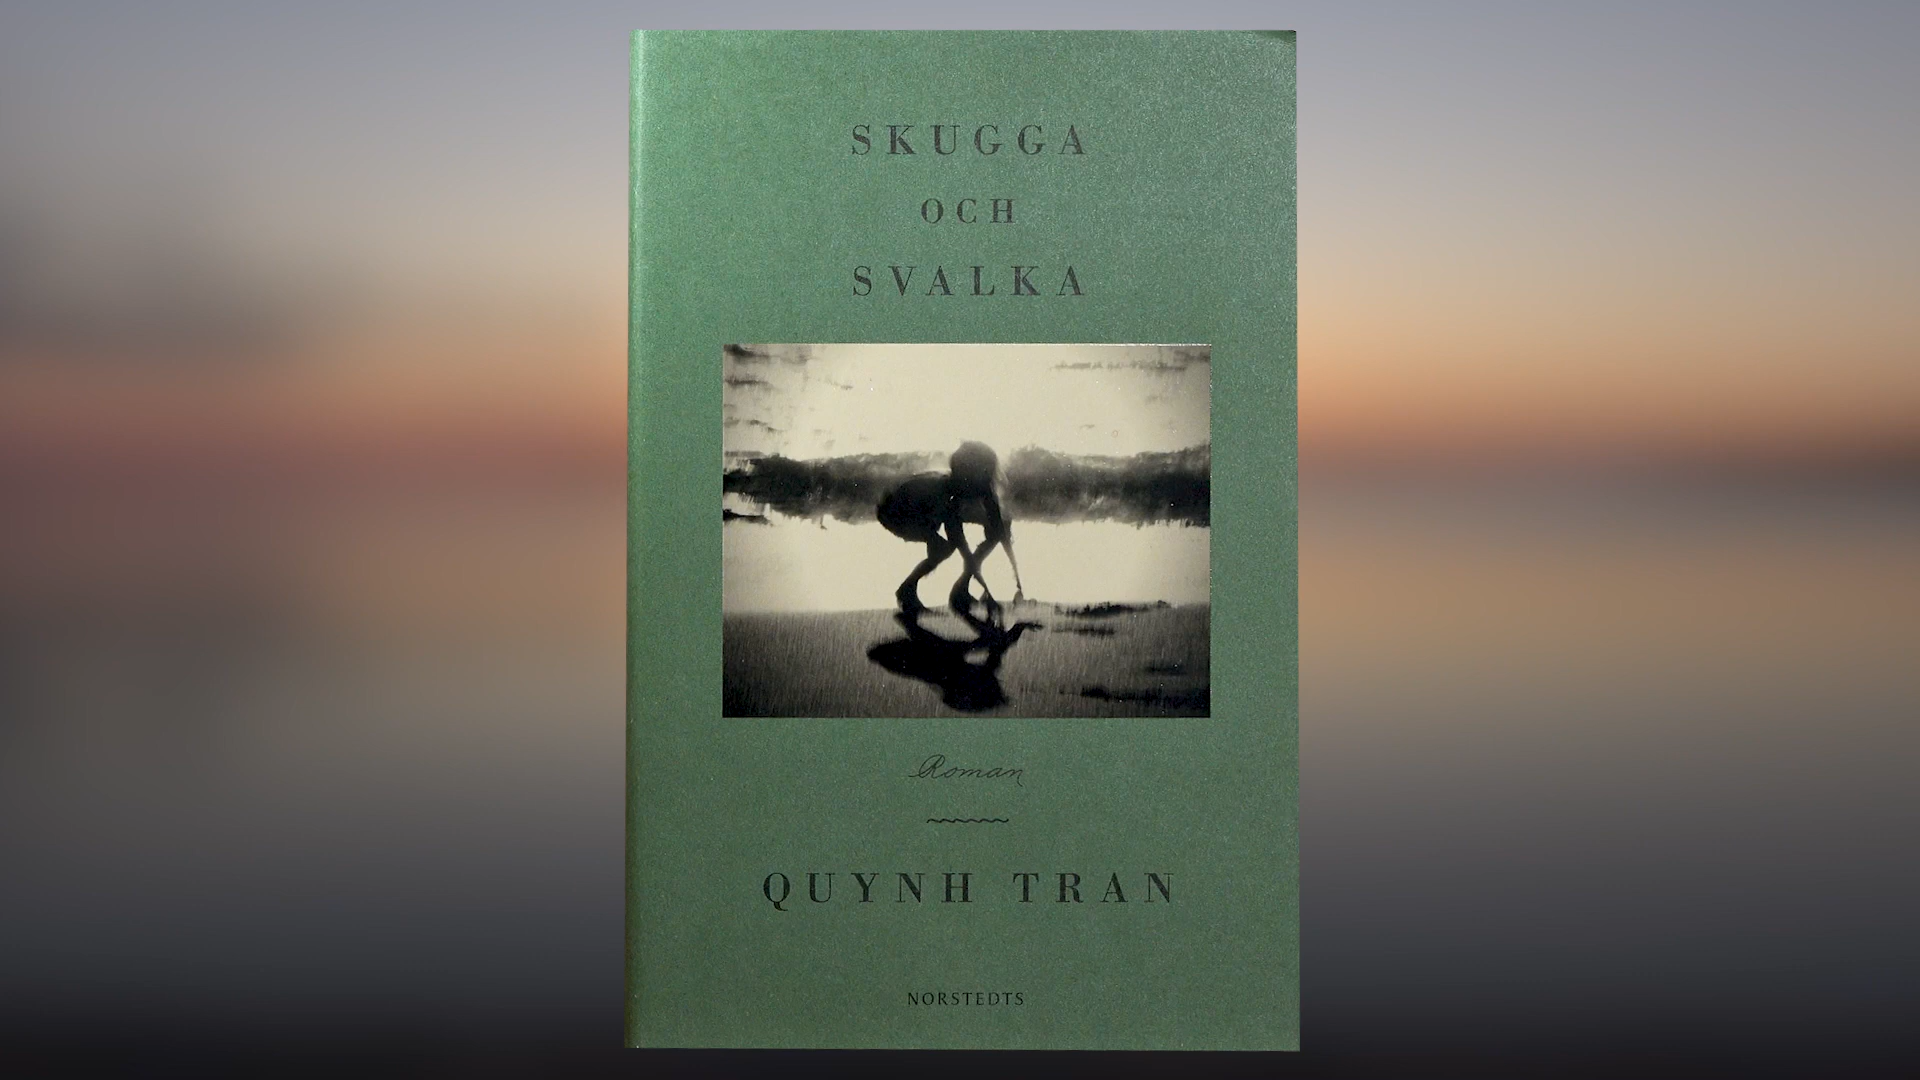 SKUGGA
OCH
SVALKA
Roman
QUYNH TRAN
NORSTEDTS